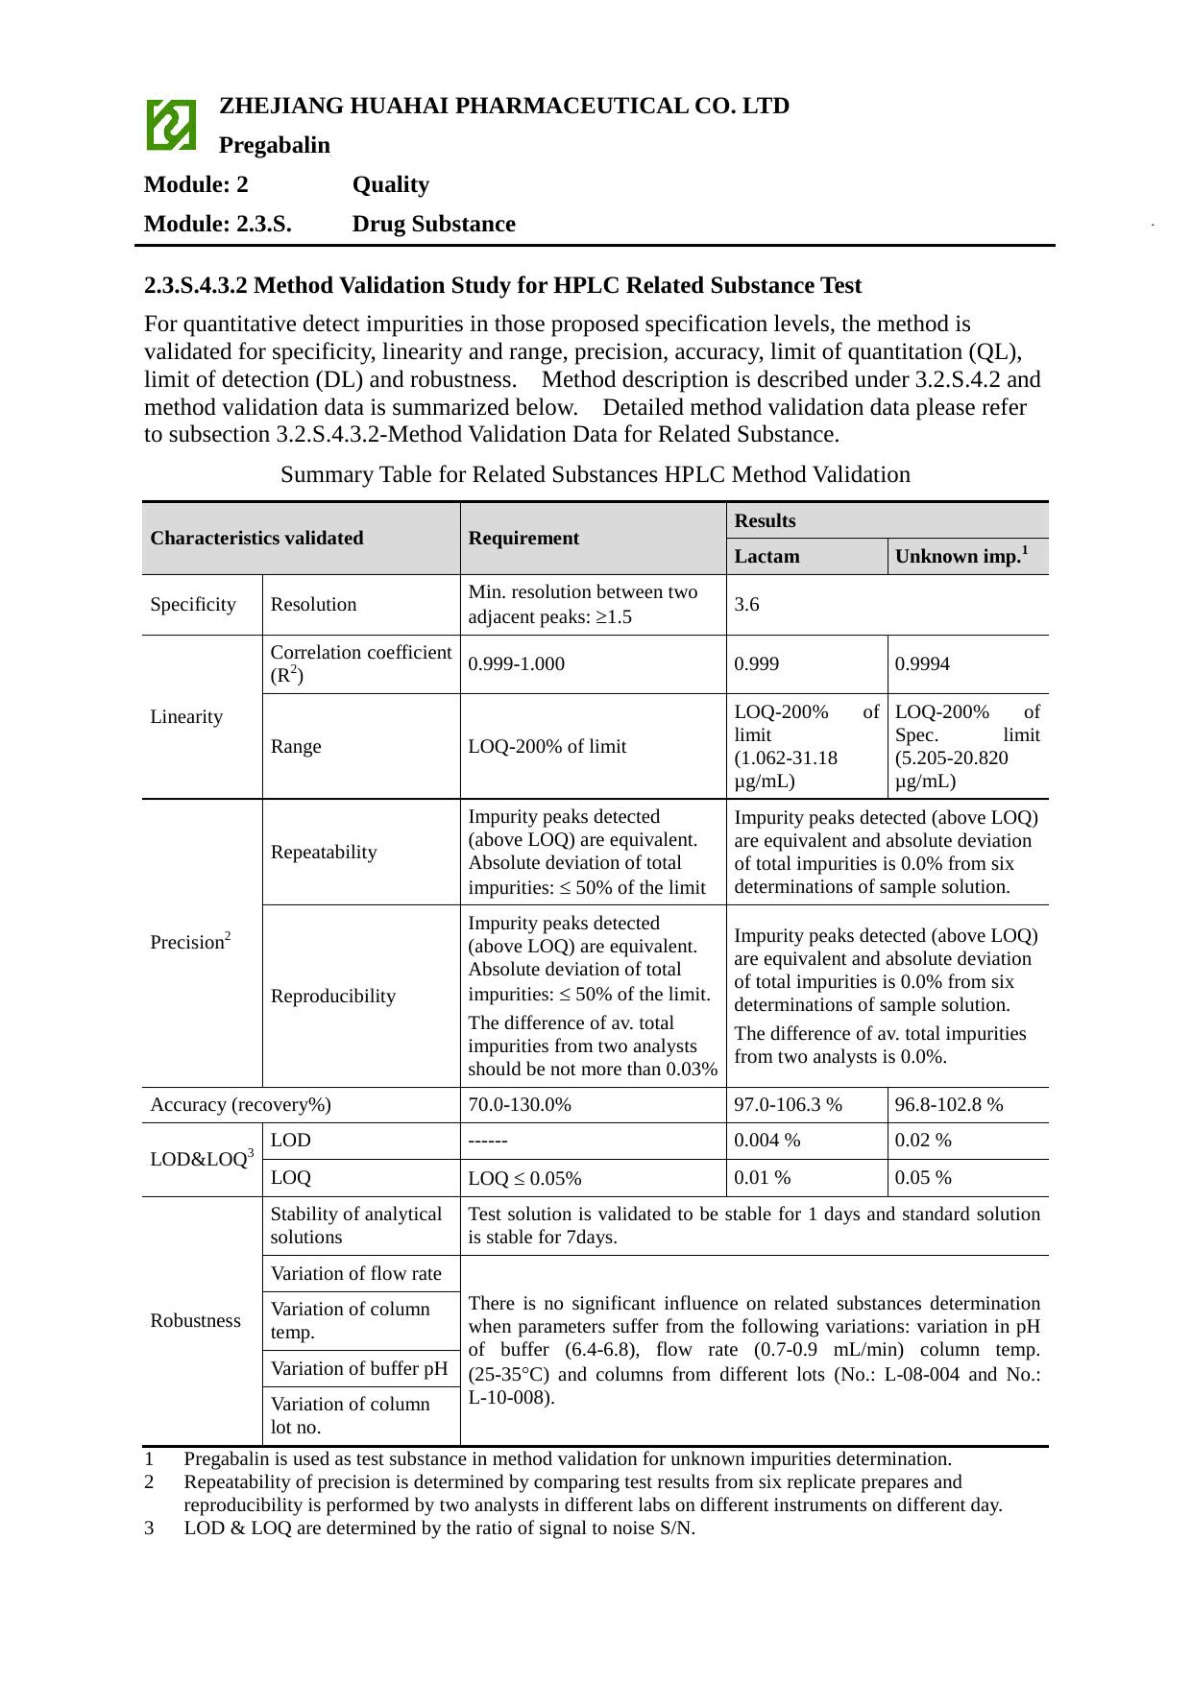 ZHEJIANG HUAHAI PHARMACEUTICAL CO. LTD
Pregabalin
Module: 2 Quality
Module: 2.3.S. Drug Substance
2.3.S.4.3.2 Method Validation Study for HPLC Related Substance Test
For quantitative detect impurities in those proposed specification levels, the method is
validated for specificity, linearity and range, precision, accuracy, limit of quantitation (QL),
limit of detection (DL) and robustness. Method description is described under 3.2.S.4.2 and
method validation data is summarized below. Detailed method validation data please refer
to subsection 3.2.S.4.3.2-Method Validation Data for Related Substance.
Summary Table for Related Substances HPLC Method Validation
Characteristics validated
Requirement
Results
Lactam
Unknown imp.1
Specificity
Resolution
Min. resolution between two
adjacent peaks: ≥1.5
3.6
Linearity
Correlation coefficient
(R2)
0.999-1.000
0.999
0.9994
Range
LOQ-200% of limit
LOQ-200% of
limit
(1.062-31.18
µg/mL)
LOQ-200% of
Spec. limit
(5.205-20.820
µg/mL)
Precision2
Repeatability
Impurity peaks detected
(above LOQ) are equivalent.
Absolute deviation of total
impurities: ≤ 50% of the limit
Impurity peaks detected (above LOQ)
are equivalent and absolute deviation
of total impurities is 0.0% from six
determinations of sample solution.
Reproducibility
Impurity peaks detected
(above LOQ) are equivalent.
Absolute deviation of total
impurities: ≤ 50% of the limit.
The difference of av. total
impurities from two analysts
should be not more than 0.03%
Impurity peaks detected (above LOQ)
are equivalent and absolute deviation
of total impurities is 0.0% from six
determinations of sample solution.
The difference of av. total impurities
from two analysts is 0.0%.
Accuracy (recovery%)
70.0-130.0%
97.0-106.3 %
96.8-102.8 %
LOD&LOQ3
LOD
------
0.004 %
0.02 %
LOQ
LOQ ≤ 0.05%
0.01 %
0.05 %
Robustness
Stability of analytical
solutions
Test solution is validated to be stable for 1 days and standard solution
is stable for 7days.
Variation of flow rate
Variation of column
temp.
Variation of buffer pH
Variation of column
lot no.
There is no significant influence on related substances determination
when parameters suffer from the following variations: variation in pH
of buffer (6.4-6.8), flow rate (0.7-0.9 mL/min) column temp.
(25-35°C) and columns from different lots (No.: L-08-004 and No.:
L-10-008).
1 Pregabalin is used as test substance in method validation for unknown impurities determination.
2 Repeatability of precision is determined by comparing test results from six replicate prepares and
reproducibility is performed by two analysts in different labs on different instruments on different day.
3 LOD & LOQ are determined by the ratio of signal to noise S/N.